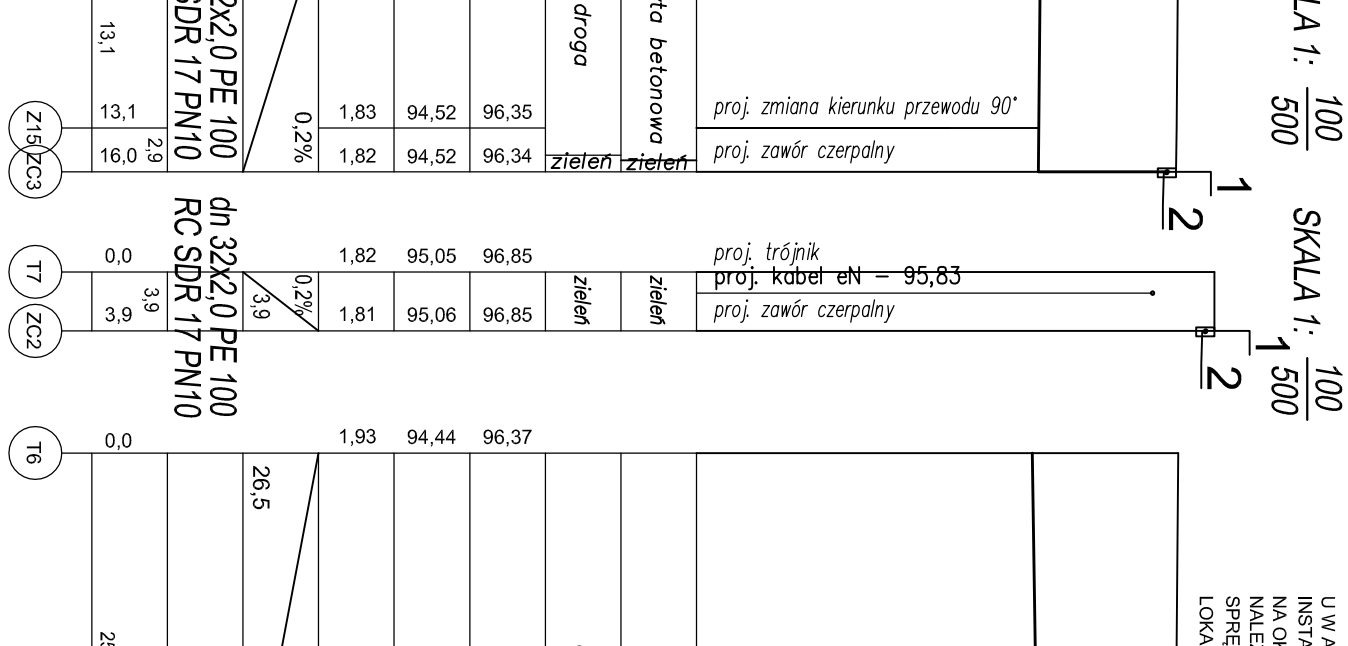 SKALA 1: 100
500
1
2
proj. zmiana kierunku przewodu 90°
proj. zawór czerpalny
96,35
96,34
94,52
94,52
1,83
1,82
droga
betonowa
zieleń
zieleń
0,2%
2x2,0 PE 100
SDR 17 PN10
13,1
13,1
2,9
16,0
Z15
ZC3
SKALA 1: 100
500
1
2
proj. trójnik
proj. kabel eN – 95,83
proj. zawór czerpalny
96,85
96,85
95,05
95,06
1,82
1,81
zieleń
zieleń
0,2%
3,9
dn 32x2,0 PE 100
RC SDR 17 PN10
0,0
3,9
3,9
T7
ZC2
96,37
94,44
1,93
26,5
0,0
T6